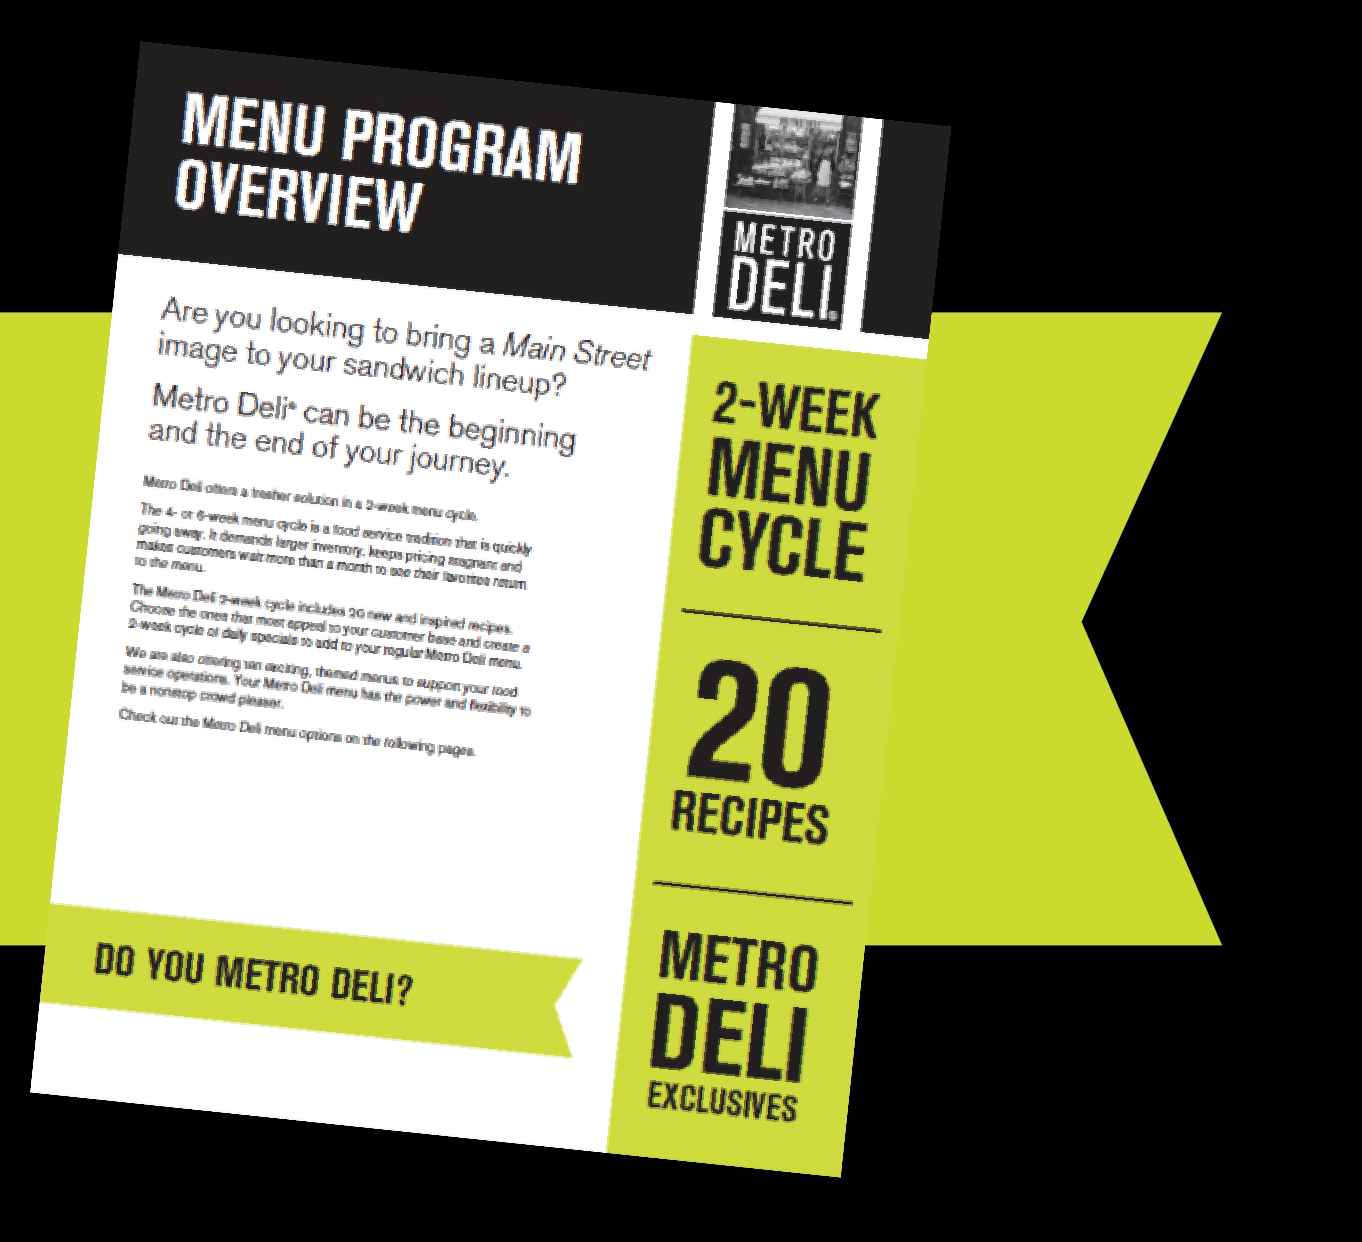 MENU PROGRAM
OVERVIEW
METRO
DELI®
Are you looking to bring a Main Street
image to your sandwich lineup?
Metro Deli® can be the beginning
and the end of your journey.
Metro Deli offers a fresher solution in a 2-week menu cycle.
The 4- or 6-week menu cycle is a food service tradition that is quickly
going away. It demands larger inventory, keeps pricing stagnant and
makes customers wait more than a month to see their favorites return
to the menu.
The Metro Deli 2-week cycle includes 20 new and inspired recipes.
Choose the ones that most appeal to your customer base and create a
2-week cycle of daily specials to add to your regular Metro Deli menu.
We are also offering ten exciting, themed menus to support your food
service operations. Your Metro Deli menu has the power and flexibility to
be a nonstop crowd pleaser.
Check out the Metro Deli menu options on the following pages.
DO YOU METRO DELI?
2-WEEK
MENU
CYCLE
20
RECIPES
METRO
DELI
EXCLUSIVES